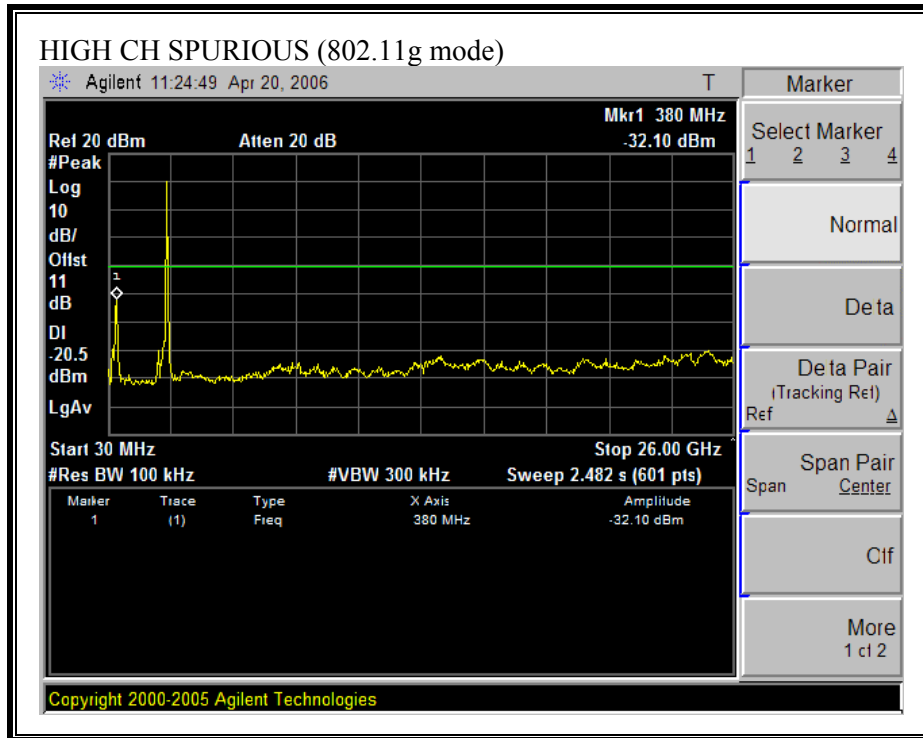 HIGH CH SPURIOUS (802.11g mode)
Agilent 11:24:49 Apr 20, 2006 T
Marker
Mkr1 380 MHz
Ref 20 dBm Atten 20 dB -32.10 dBm
#Peak
Log
10
dB/
Offst
11
dB
DI
-20.5
dBm
LgAv
1
Start 30 MHz Stop 26.00 GHz
#Res BW 100 kHz #VBW 300 kHz Sweep 2.482 s (601 pts)
Marker Trace Type X Axis Amplitude
1 (1) Freq 380 MHz -32.10 dBm
Select Marker
1 2 3 4
Normal
De ta
De ta Pair
(Tracking Ref)
Ref Δ
Span Pair
Span Center
Off
More
1 of 2
Copyright 2000-2005 Agilent Technologies